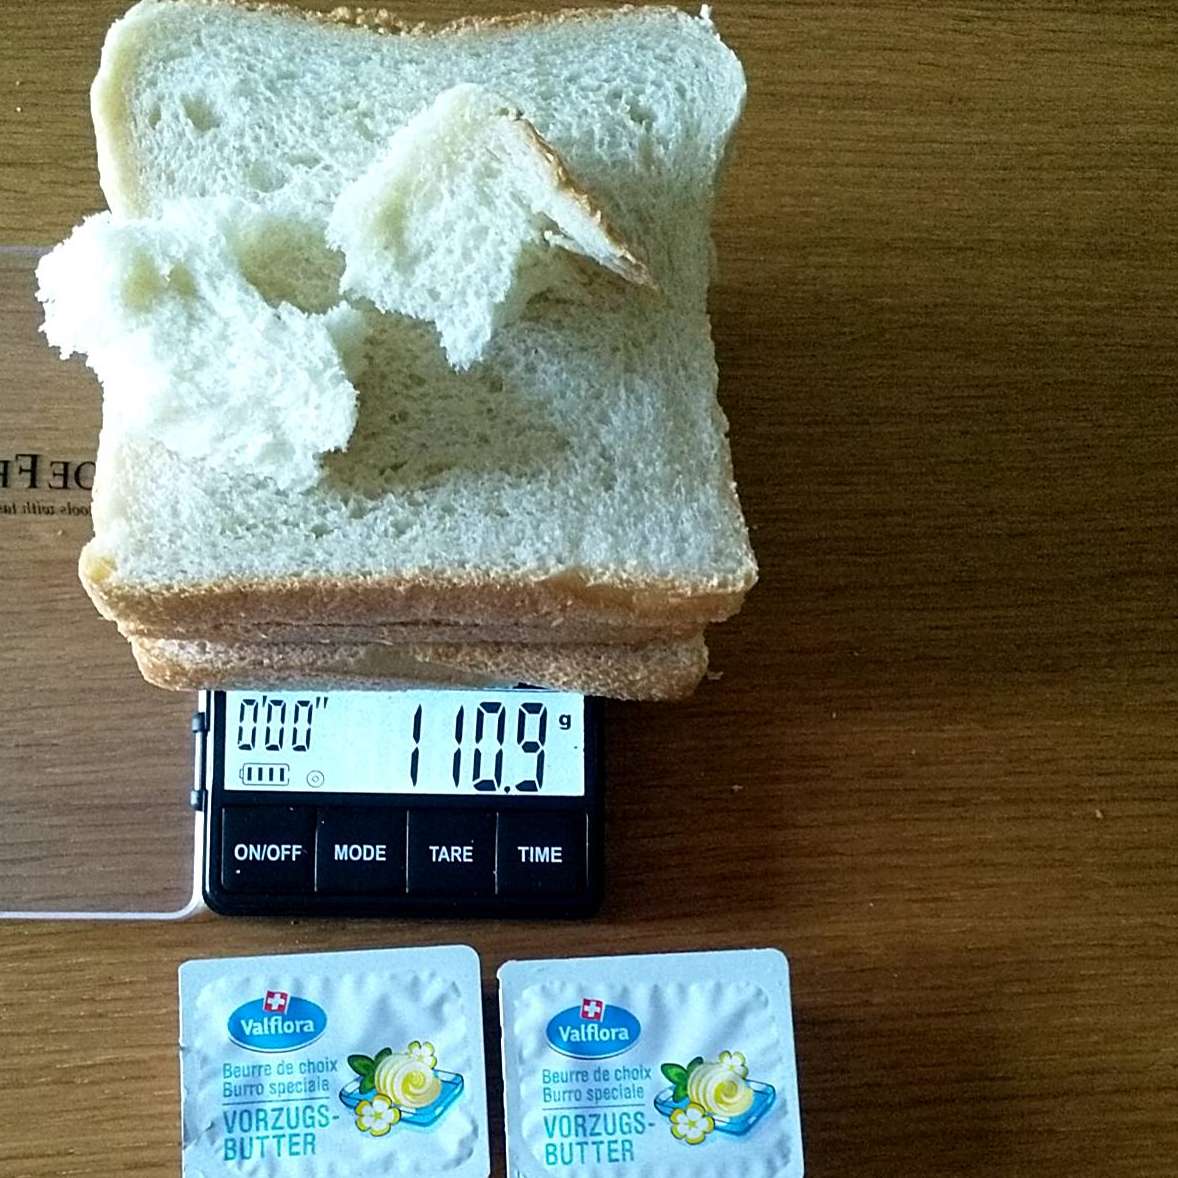 0'00" 110.9 g
ON/OFF MODE TARE TIME
Valflora
Beurre de choix
Burro speciale
VORZUGS-
BUTTER
Valflora
Beurre de choix
Burro speciale
VORZUGS-
BUTTER